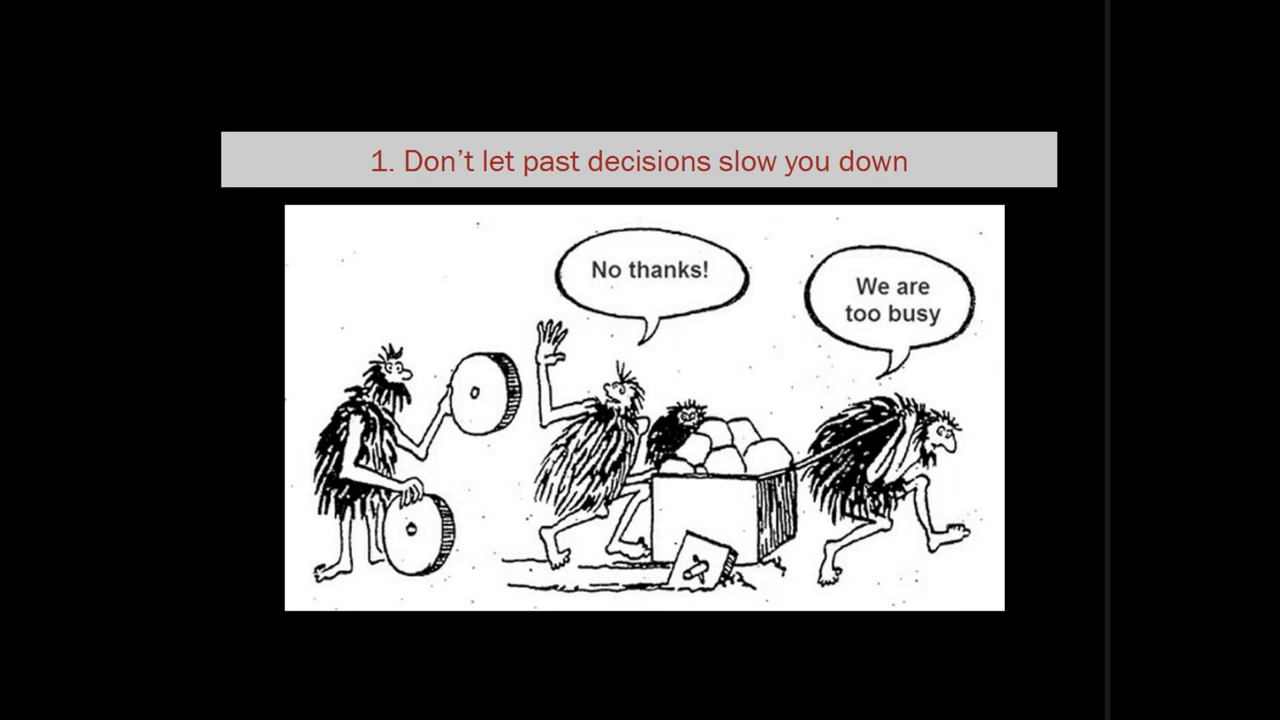 1. Don’t let past decisions slow you down
No thanks!
We are
too busy